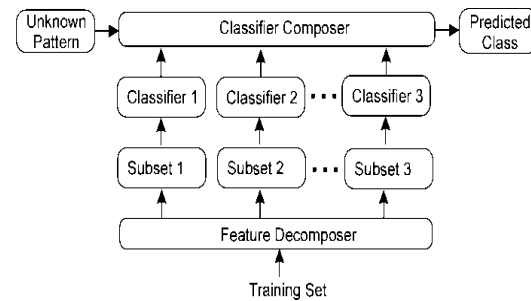 Unknown
Pattern
Classifier Composer
Predicted
Class
Classifier 1
Classifier 2
Classifier 3
Subset 1
Subset 2
Subset 3
Feature Decomposer
Training Set